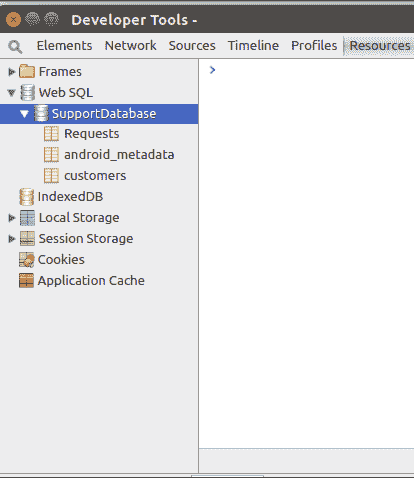 Developer Tools -
Elements Network Sources Timeline Profiles Resources
Frames
Web SQL
SupportDatabase
Requests
android_metadata
customers
IndexedDB
Local Storage
Session Storage
Cookies
Application Cache
>